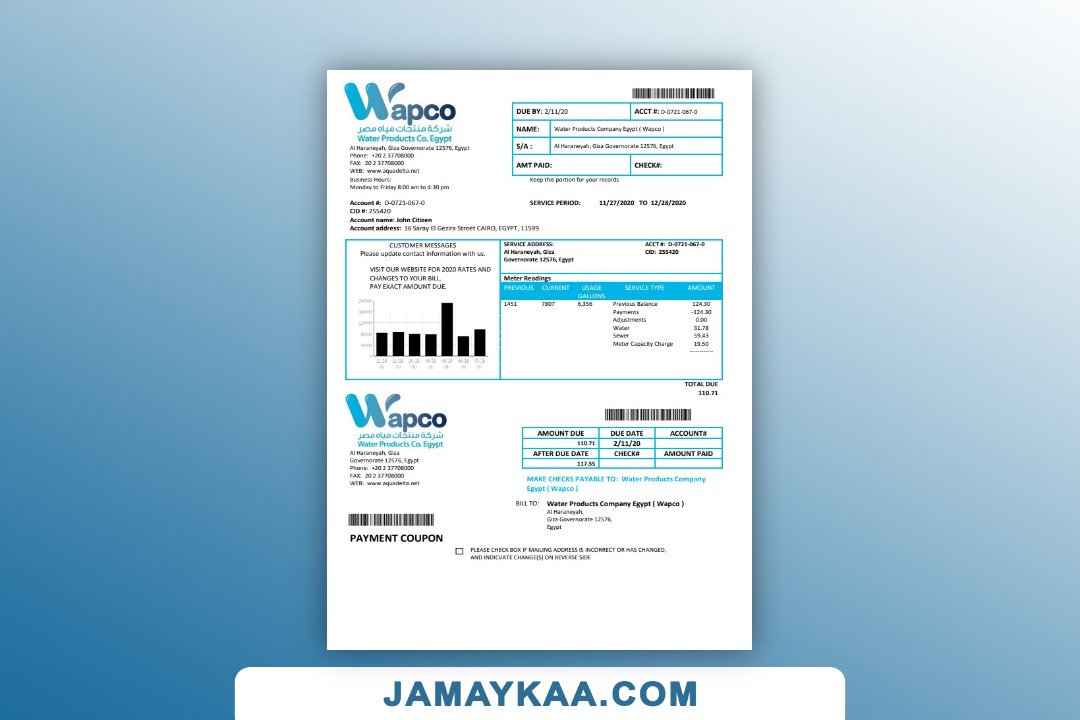 Wapco
شركة منتجات مياه مصر
Water Products Co. Egypt
Al Haraneyah, Giza Governorate 12576, Egypt
Phone: +20 2 37708000
FAX: 20 2 37708000
WEB: www.aquadelta.net
Business Hours:
Monday to Friday 8:00 am to 4:30 pm
DUE BY: 2/11/20 ACCT #: D-0721-067-0
NAME: Water Products Company Egypt ( Wapco )
S/A : Al Haraneyah, Giza Governorate 12576, Egypt
AMT PAID: CHECK#:
Keep this portion for your records
Account #: D-0721-067-0
CID #: 255420
Account name: John Citizen
Account address: 16 Saray El Gezira Street CAIRO, EGYPT, 11599
SERVICE PERIOD: 11/27/2020 TO 12/28/2020
CUSTOMER MESSAGES
Please update contact information with us.
VISIT OUR WEBSITE FOR 2020 RATES AND
CHANGES TO YOUR BILL.
PAY EXACT AMOUNT DUE.
SERVICE ADDRESS: ACCT #: D-0721-067-0
Al Haraneyah, Giza CID: 255420
Governorate 12576, Egypt
Meter Readings
PREVIOUS CURRENT USAGE GALLONS SERVICE TYPE AMOUNT
1451 7807 6,356 Previous Balance 124.30
Payments -124.30
Adjustments 0.00
Water 31.78
Sewer 59.43
Meter Capacity Charge 19.50
------------
TOTAL DUE
110.71
Wapco
شركة منتجات مياه مصر
Water Products Co. Egypt
Al Haraneyah, Giza
Governorate 12576, Egypt
Phone: +20 2 37708000
FAX: 20 2 37708000
WEB: www.aquadelta.net
AMOUNT DUE DUE DATE ACCOUNT#
110.71 2/11/20
AFTER DUE DATE CHECK# AMOUNT PAID
117.55
MAKE CHECKS PAYABLE TO: Water Products Company
Egypt ( Wapco )
BILL TO: Water Products Company Egypt ( Wapco )
Al Haraneyah,
Giza Governorate 12576,
Egypt
PAYMENT COUPON
PLEASE CHECK BOX IF MAILING ADDRESS IS INCORRECT OR HAS CHANGED,
AND INDICVATE CHANGE(S) ON REVERSE SIDE
JAMAYKAA.COM